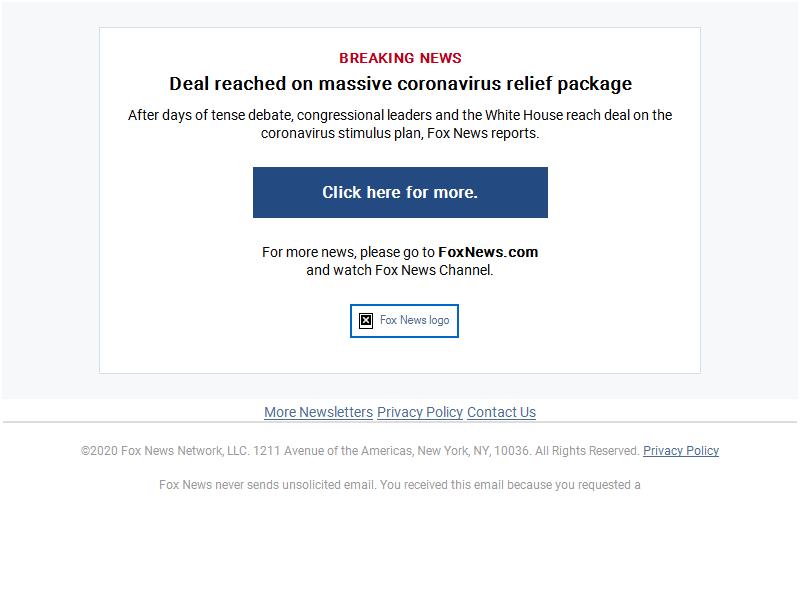 BREAKING NEWS
Deal reached on massive coronavirus relief package
After days of tense debate, congressional leaders and the White House reach deal on the
coronavirus stimulus plan, Fox News reports.
Click here for more.
For more news, please go to FoxNews.com
and watch Fox News Channel.
Fox News logo
More Newsletters Privacy Policy Contact Us
©2020 Fox News Network, LLC. 1211 Avenue of the Americas, New York, NY, 10036. All Rights Reserved. Privacy Policy
Fox News never sends unsolicited email. You received this email because you requested a